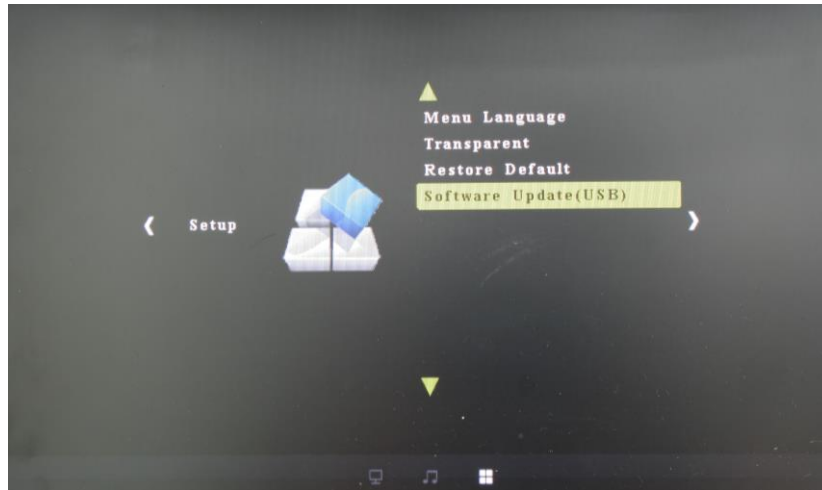 Menu Language
Transparent
Restore Default
Software Update(USB)
Setup